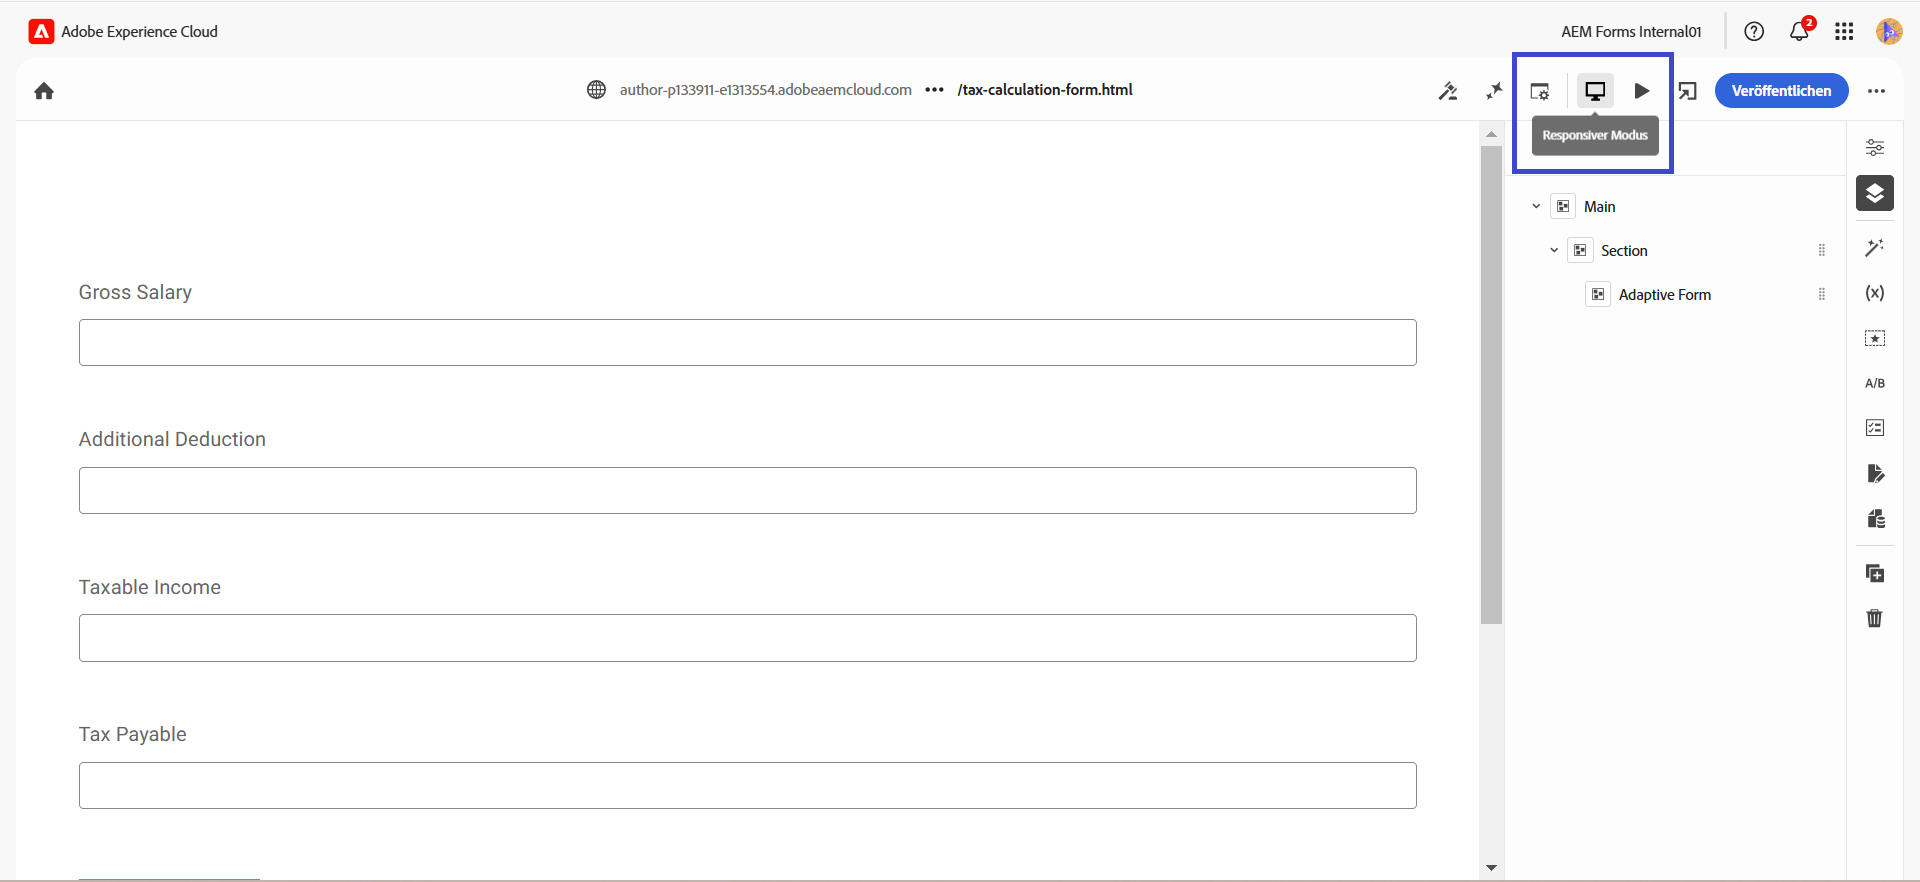 Adobe Experience Cloud
AEM Forms Internal01
2
author-p133911-e1313554.adobeaemcloud.com ••• /tax-calculation-form.html
Veröffentlichen
Responsiver Modus
Main
Section
Adaptive Form
Gross Salary
Additional Deduction
Taxable Income
Tax Payable
(x)
A/B